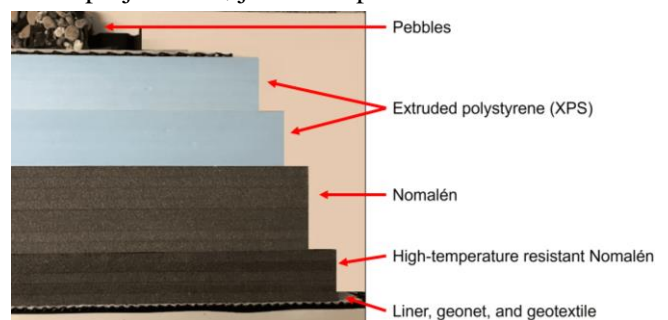 Pebbles
Extruded polystyrene (XPS)
Nomalén
High-temperature resistant Nomalén
Liner, geonet, and geotextile